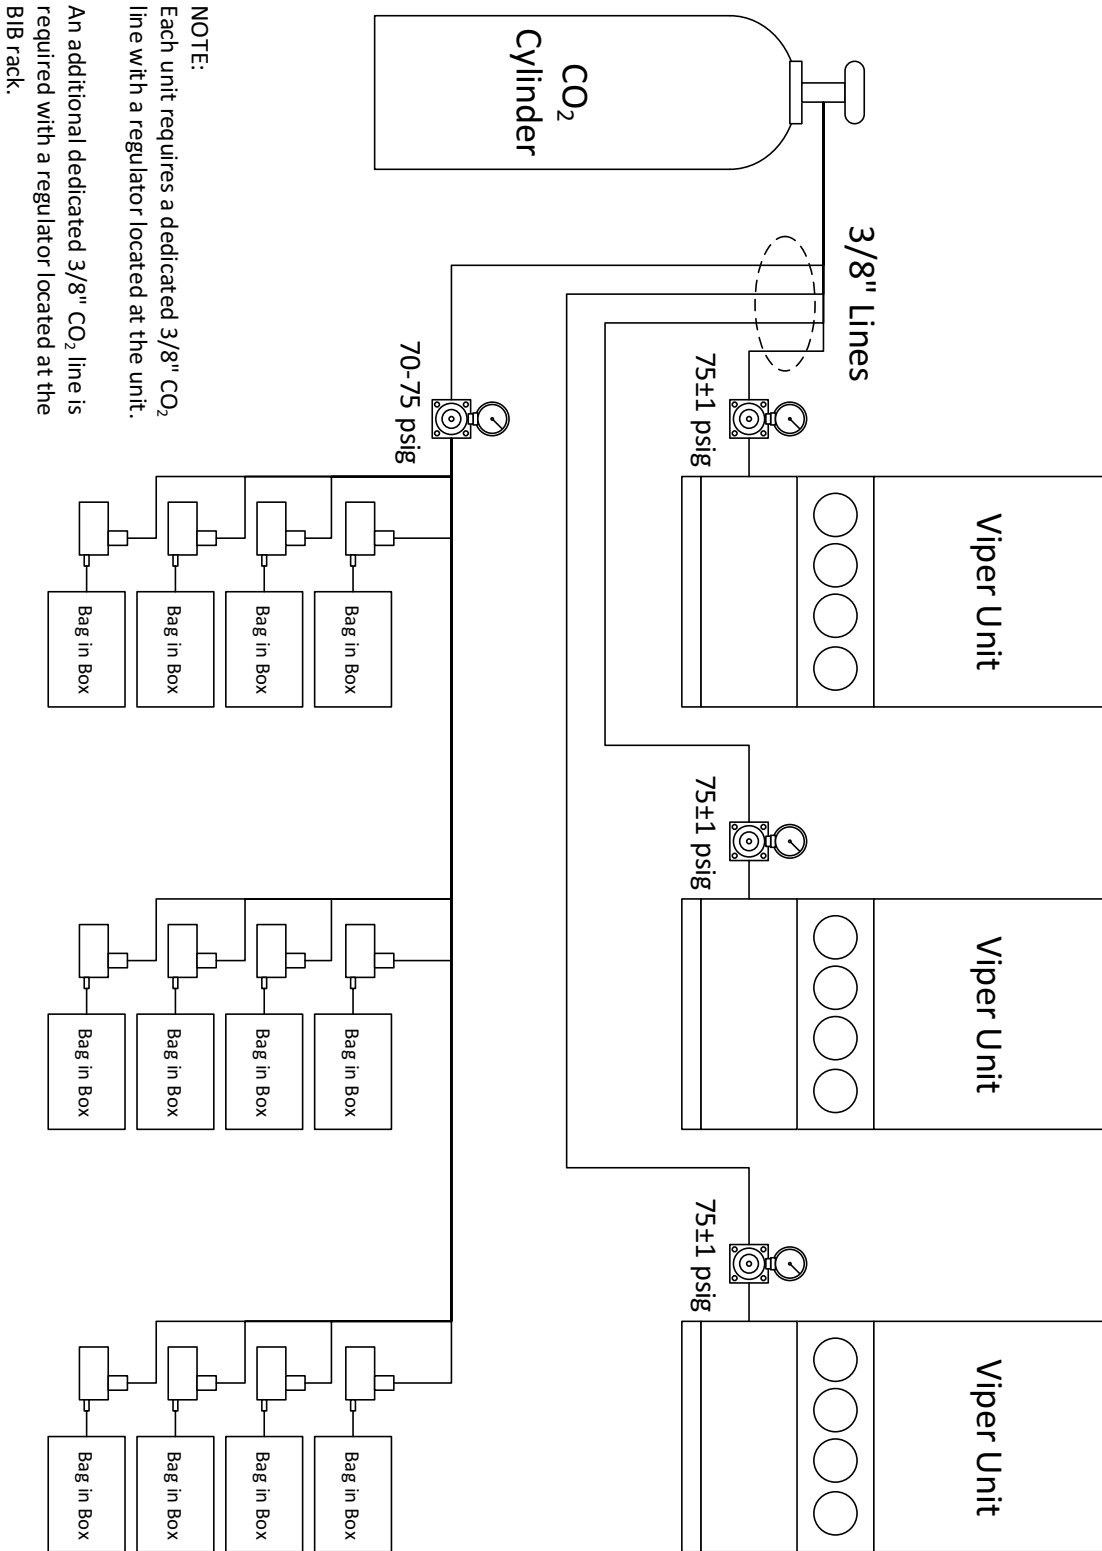 Viper Unit
Viper Unit
Viper Unit
3/8" Lines
75±1 psig
75±1 psig
75±1 psig
CO₂
Cylinder
70-75 psig
Bag in Box
Bag in Box
Bag in Box
Bag in Box
Bag in Box
Bag in Box
Bag in Box
Bag in Box
Bag in Box
Bag in Box
Bag in Box
Bag in Box
NOTE:
Each unit requires a dedicated 3/8" CO₂
line with a regulator located at the unit.
An additional dedicated 3/8" CO₂ line is
required with a regulator located at the
BIB rack.